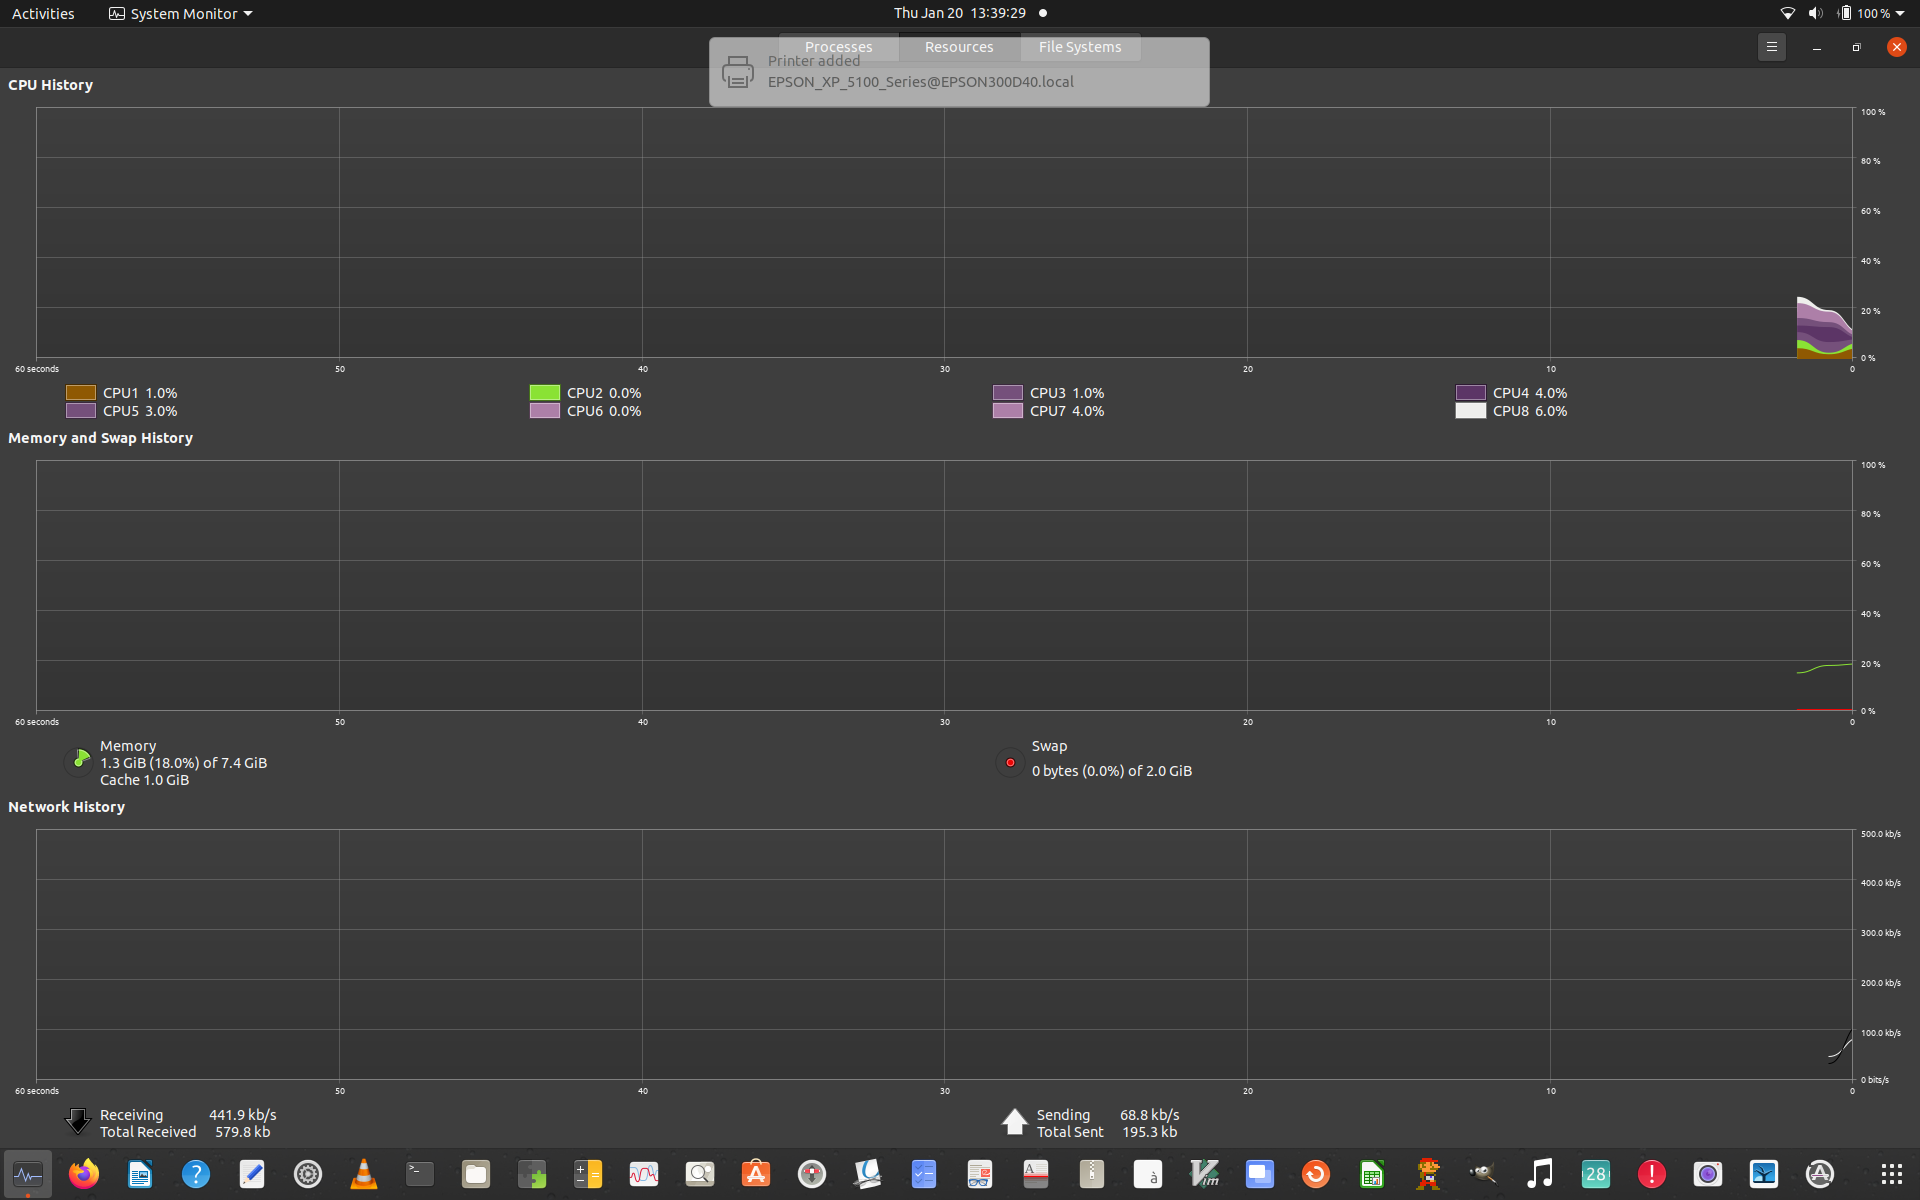 Activities
System Monitor
Thu Jan 20 13:39:29
100 %
Processes
Resources
File Systems
Printer added
EPSON_XP_5100_Series@EPSON300D40.local
CPU History
100 %
80 %
60 %
40 %
20 %
0 %
60 seconds 50 40 30 20 10 0
CPU1 1.0% CPU2 0.0% CPU3 1.0% CPU4 4.0%
CPU5 3.0% CPU6 0.0% CPU7 4.0% CPU8 6.0%
Memory and Swap History
100 %
80 %
60 %
40 %
20 %
0 %
60 seconds 50 40 30 20 10 0
Memory
1.3 GiB (18.0%) of 7.4 GiB
Cache 1.0 GiB
Swap
0 bytes (0.0%) of 2.0 GiB
Network History
500.0 kb/s
400.0 kb/s
300.0 kb/s
200.0 kb/s
100.0 kb/s
0 bits/s
60 seconds 50 40 30 20 10 0
Receiving 441.9 kb/s
Total Received 579.8 kb
Sending 68.8 kb/s
Total Sent 195.3 kb
?
>_
A
à
Vim
28
!
A